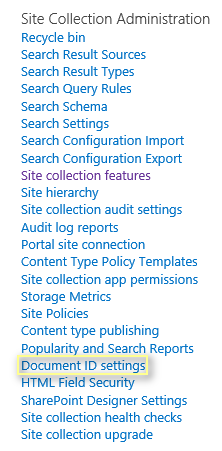 Site Collection Administration
Recycle bin
Search Result Sources
Search Result Types
Search Query Rules
Search Schema
Search Settings
Search Configuration Import
Search Configuration Export
Site collection features
Site hierarchy
Site collection audit settings
Audit log reports
Portal site connection
Content Type Policy Templates
Site collection app permissions
Storage Metrics
Site Policies
Content type publishing
Popularity and Search Reports
Document ID settings
HTML Field Security
SharePoint Designer Settings
Site collection health checks
Site collection upgrade